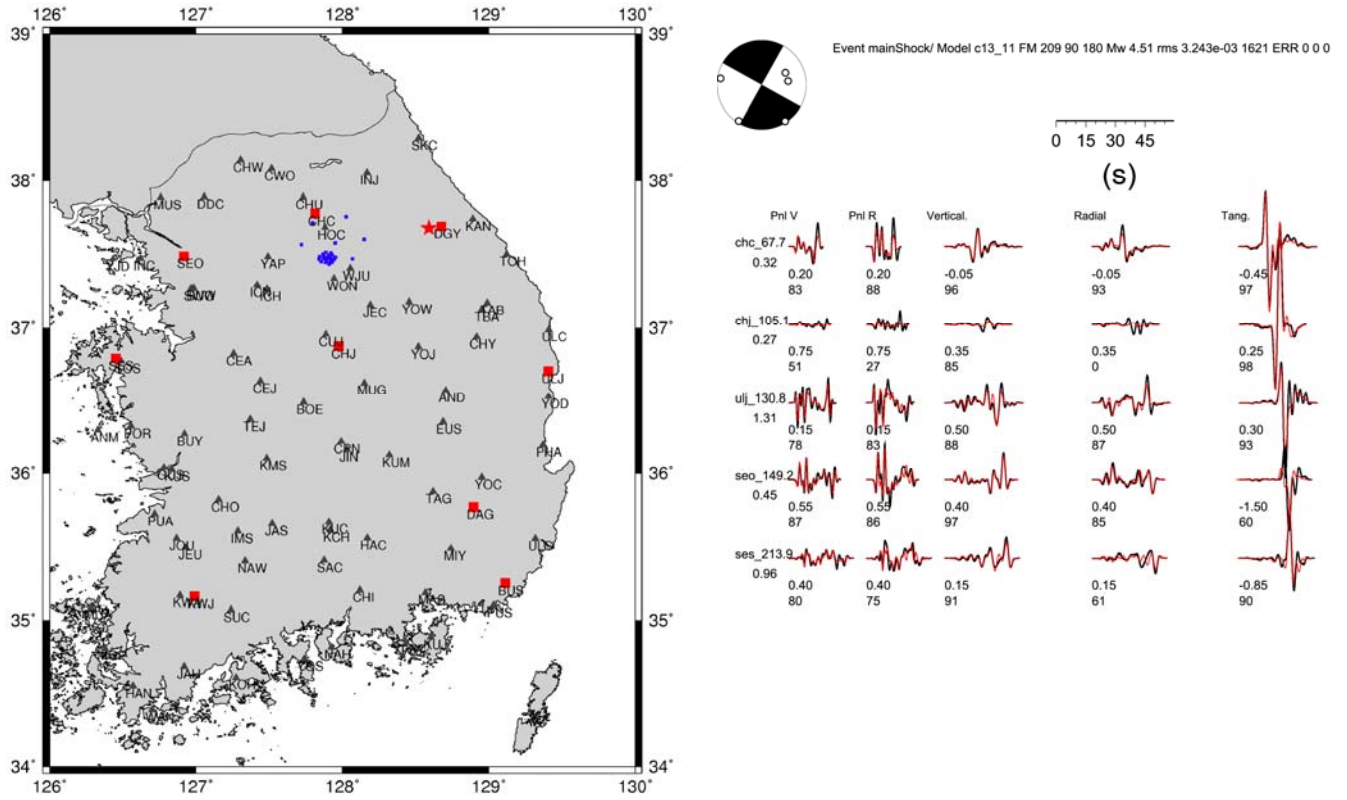 126˚ 127˚ 128˚ 129˚ 130˚
39˚
38˚
37˚
36˚
35˚
34˚
126˚ 127˚ 128˚ 129˚ 130˚
SKC
CHW
CWO
INJ
MUS
DDC
CHU
CHC
HOC
DGY
KAN
SEO
YAP
TOH
INC
WJU
WON
ICH
JEC
YOW
TBA
CHJ
CHY
ULC
YOJ
CEA
CEJ
MUG
ULJ
BOE
AND
YOD
TEJ
EUS
ANM
BUY
JIN
KUM
PHA
KMS
KUS
CHO
TAG
YOC
DAG
PUA
IMS
JAS
KUC
KCH
HAC
JEU
NAW
SAC
MIY
BUS
KWJ
SUC
CHI
PUS
JAH
NAH
HAN
Event mainShock/ Model c13_11 FM 209 90 180 Mw 4.51 rms 3.243e-03 1621 ERR 0 0 0
0 15 30 45
(s)
Pnl V Pnl R Vertical. Radial Tang.
chc_67.7
0.32
0.20 0.20 -0.05 -0.05 -0.45
83 88 96 93 97
chj_105.1
0.27
0.75 0.75 0.35 0.35 0.25
51 27 85 0 98
ulj_130.8
1.31
0.15 0.15 0.50 0.50 0.30
78 83 88 87 93
seo_149.2
0.45
0.55 0.55 0.40 0.40 -1.50
87 86 97 85 60
ses_213.9
0.96
0.40 0.40 0.15 0.15 -0.85
80 75 91 61 90